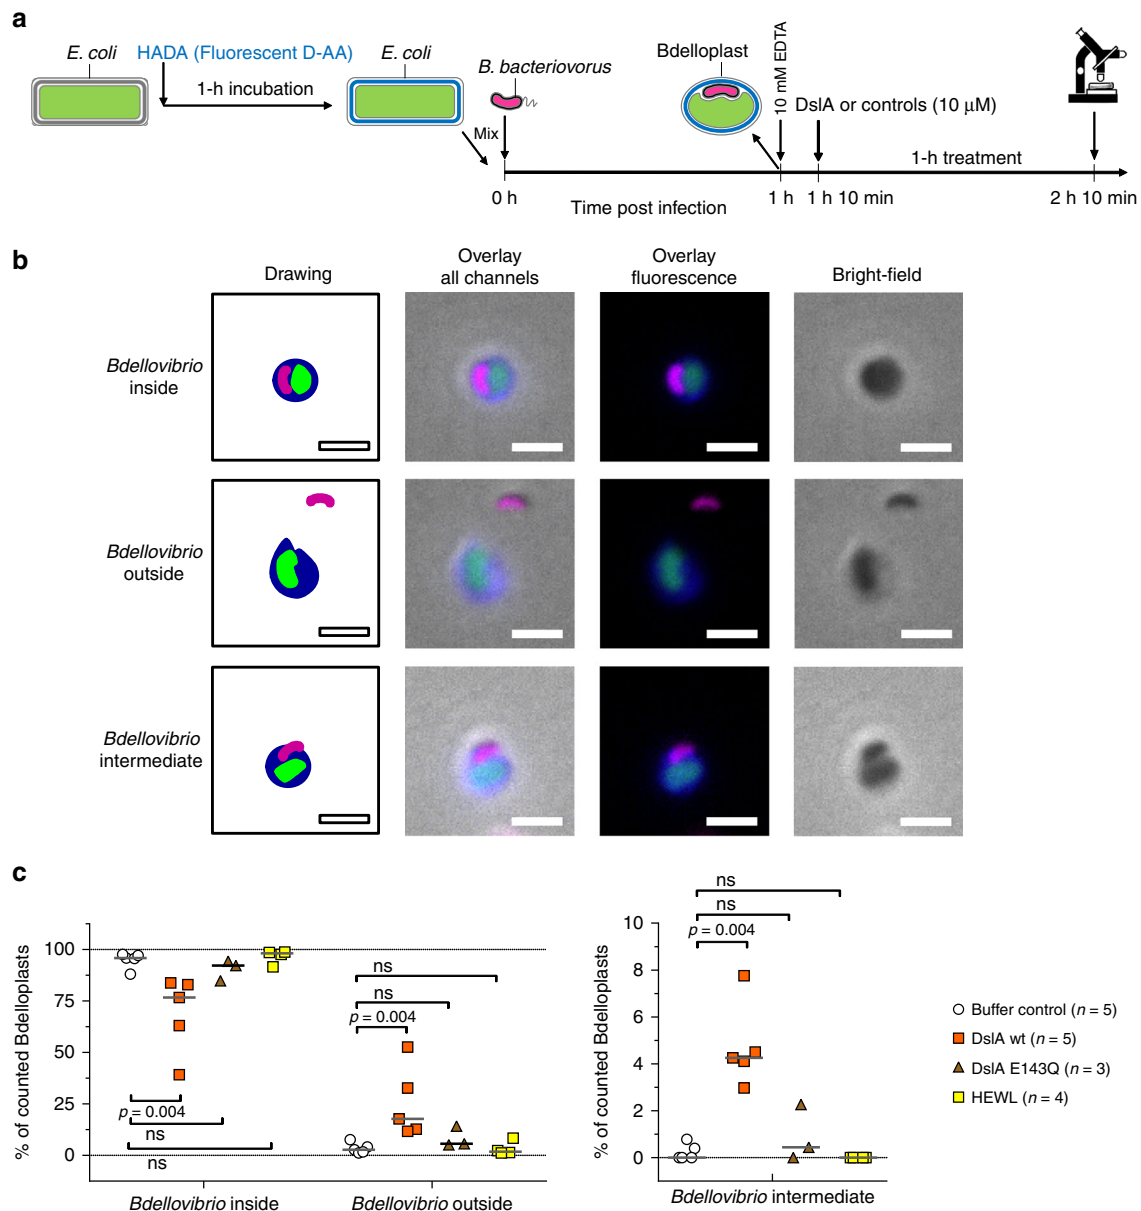 a
E. coli
HADA (Fluorescent D-AA)
1-h incubation
E. coli
B. bacteriovorus
Mix
Bdelloplast
10 mM EDTA
DslA or controls (10 μM)
1-h treatment
0 h
Time post infection
1 h
1 h 10 min
2 h 10 min
b
Drawing
Overlay
all channels
Overlay
fluorescence
Bright-field
Bdellovibrio
inside
Bdellovibrio
outside
Bdellovibrio
intermediate
c
% of counted Bdelloplasts
100
75
50
25
0
p = 0.004
ns
ns
ns
ns
p = 0.004
Bdellovibrio inside
Bdellovibrio outside
% of counted Bdelloplasts
10
8
6
4
2
0
ns
ns
p = 0.004
Bdellovibrio intermediate
Buffer control (n = 5)
DslA wt (n = 5)
DslA E143Q (n = 3)
HEWL (n = 4)